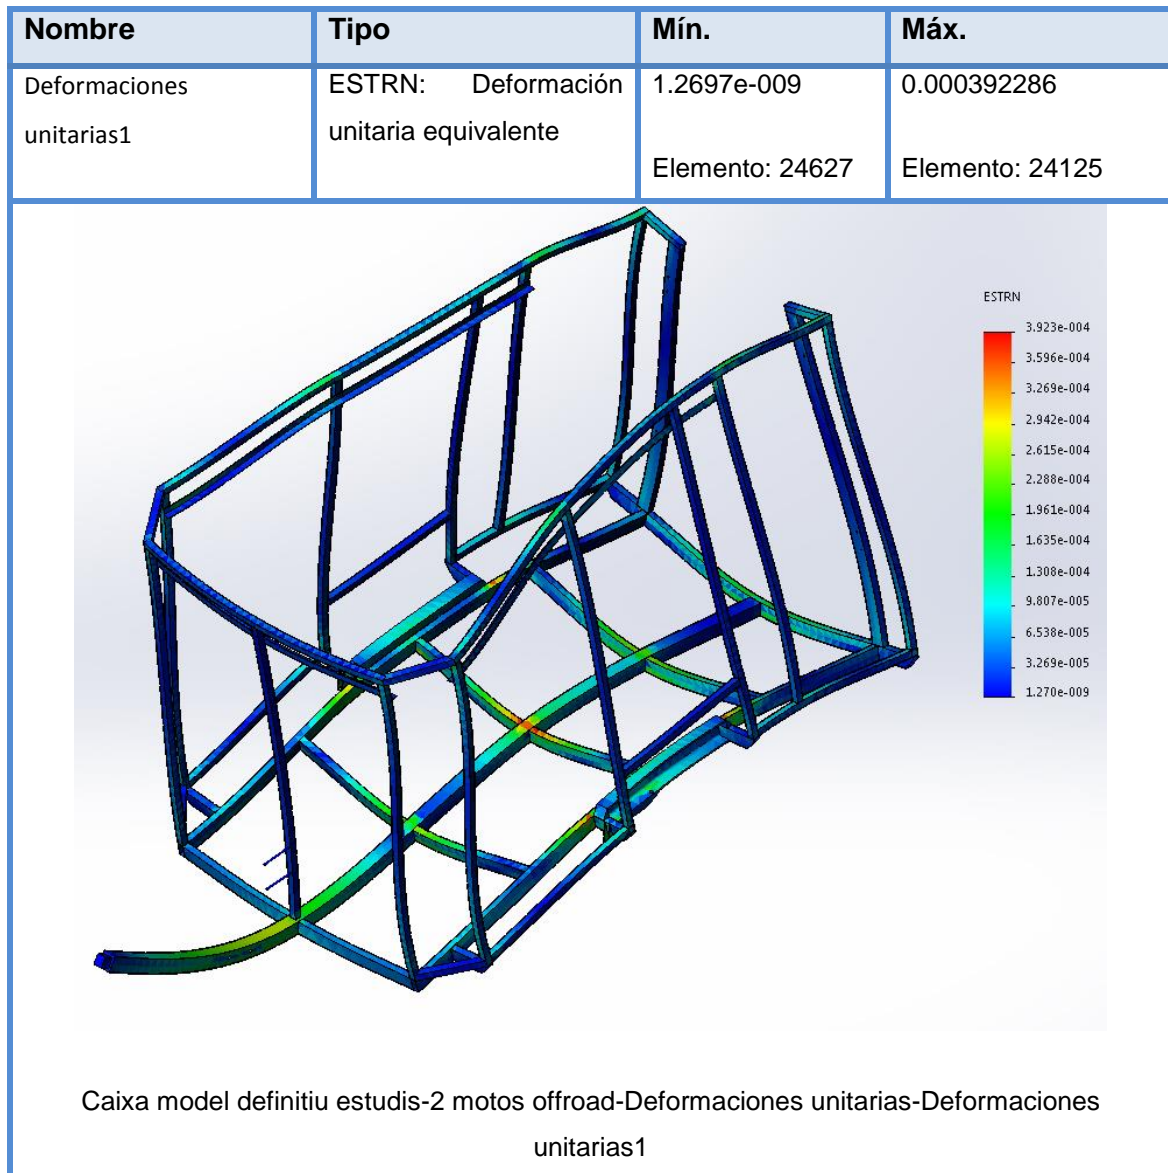 Nombre Tipo Mín. Máx.
Deformaciones ESTRN: Deformación 1.2697e-009 0.000392286
unitarias1 unitaria equivalente
Elemento: 24627 Elemento: 24125
ESTRN
3.923e-004
3.596e-004
3.269e-004
2.942e-004
2.615e-004
2.288e-004
1.961e-004
1.635e-004
1.308e-004
9.807e-005
6.538e-005
3.269e-005
1.270e-009
Caixa model definitiu estudis-2 motos offroad-Deformaciones unitarias-Deformaciones
unitarias1